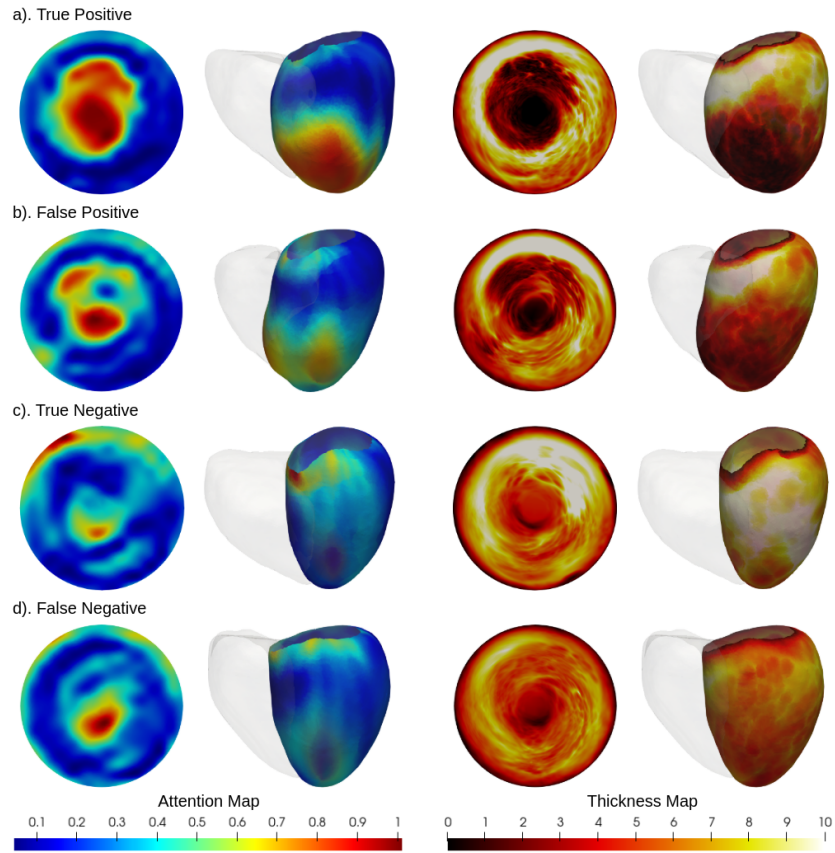 a). True Positive
b). False Positive
c). True Negative
d). False Negative
Attention Map
Thickness Map
0.1 0.2 0.3 0.4 0.5 0.6 0.7 0.8 0.9 1
0 1 2 3 4 5 6 7 8 9 10